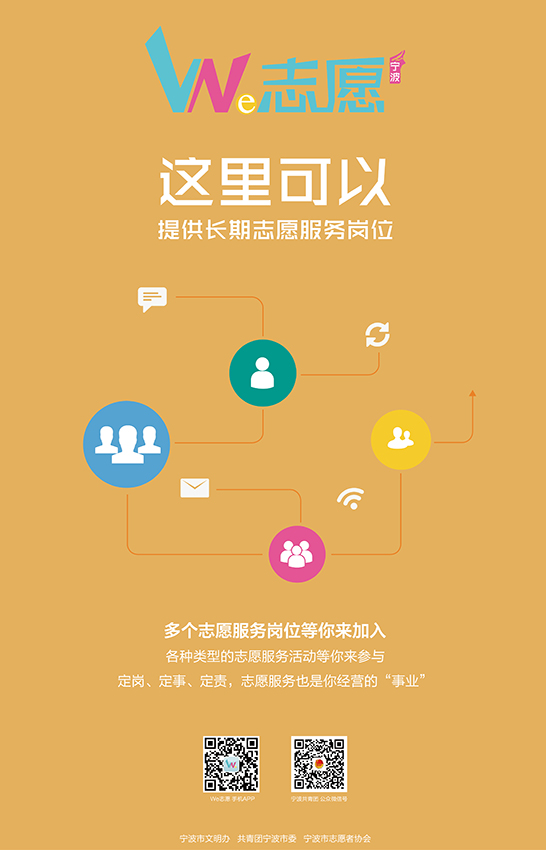 We志愿 宁波
这里可以
提供长期志愿服务岗位
多个志愿服务岗位等你来加入
各种类型的志愿服务活动等你来参与
定岗、定事、定责，志愿服务也是你经营的“事业”
We志愿 手机APP 宁波共青团 公众微信号
宁波市文明办 共青团宁波市委 宁波市志愿者协会